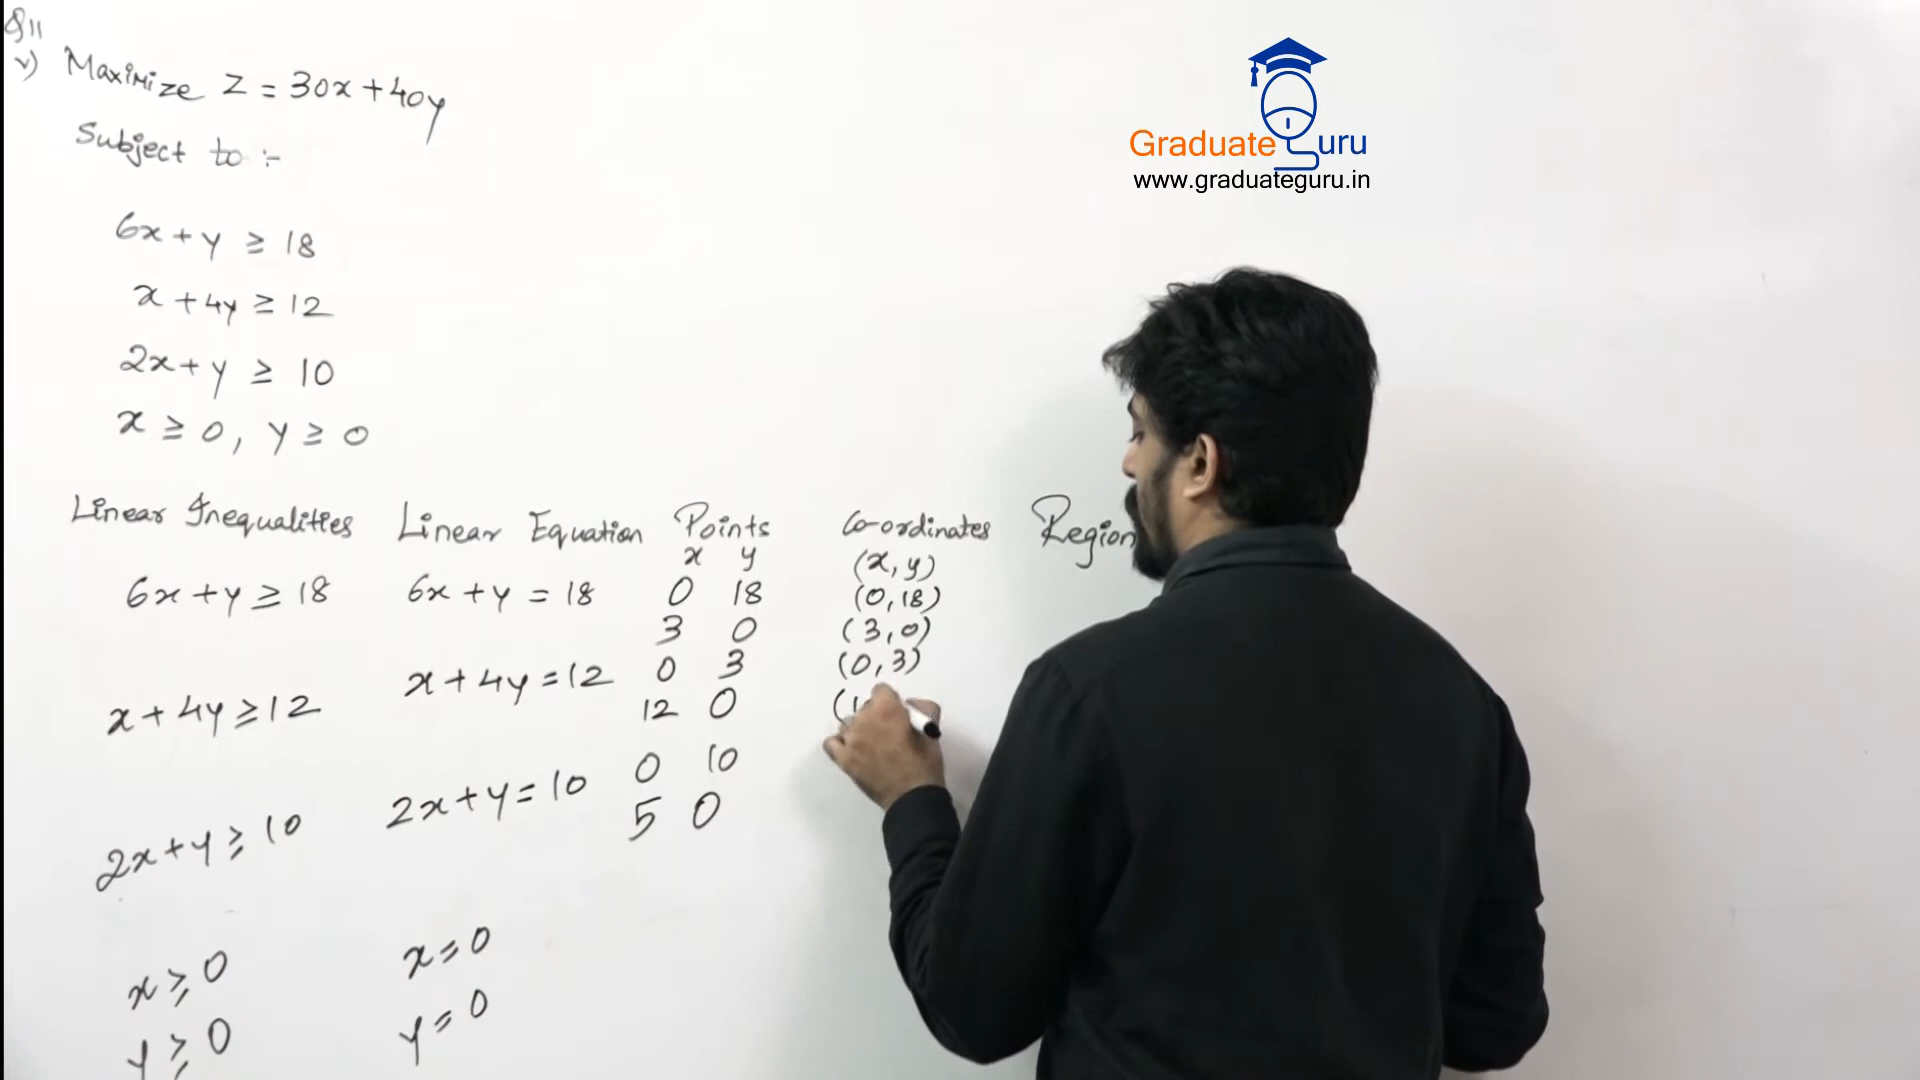 Q11
v) Maximize Z = 30x + 40y
Subject to :-
6x + y ≥ 18
x + 4y ≥ 12
2x + y ≥ 10
x ≥ 0, y ≥ 0
Graduate Guru
www.graduateguru.in
Linear Inequalities Linear Equation Points Co-ordinates Region
x y (x, y)
6x + y ≥ 18 6x + y = 18 0 18 (0, 18)
3 0 (3, 0)
x + 4y ≥ 12 x + 4y = 12 0 3 (0, 3)
12 0 (1
2x + y ≥ 10 2x + y = 10 0 10
5 0
x ≥ 0 x = 0
y ≥ 0 y = 0